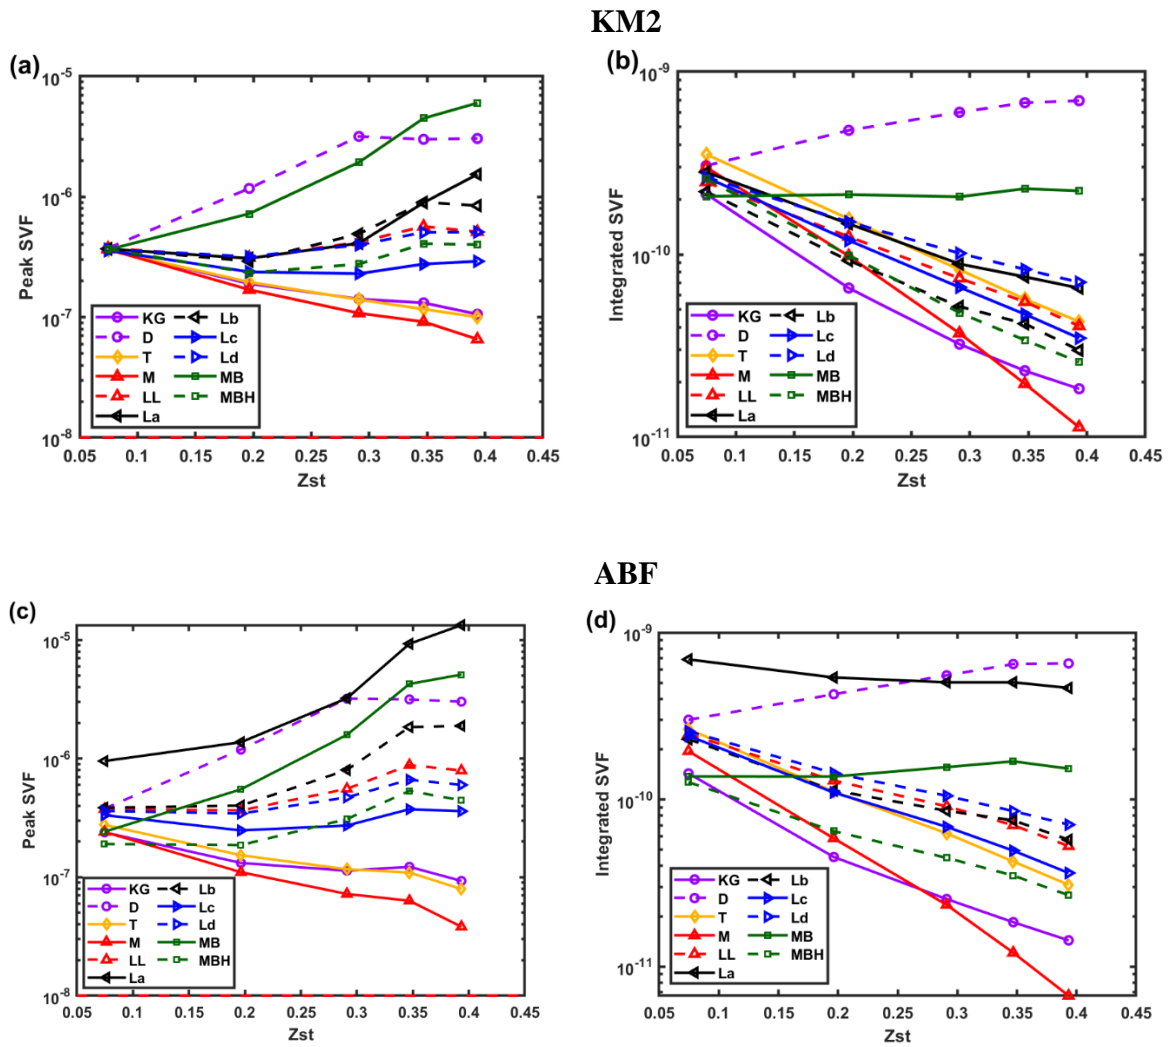 KM2
(a)
10-5
10-6
10-7
10-8
Peak SVF
KG
D
T
M
LL
La
Lb
Lc
Ld
MB
MBH
0.05 0.1 0.15 0.2 0.25 0.3 0.35 0.4 0.45
Zst
(b)
10-9
10-10
10-11
Integrated SVF
KG
D
T
M
LL
La
Lb
Lc
Ld
MB
MBH
0.05 0.1 0.15 0.2 0.25 0.3 0.35 0.4 0.45
Zst
ABF
(c)
10-5
10-6
10-7
10-8
Peak SVF
KG
D
T
M
LL
La
Lb
Lc
Ld
MB
MBH
0.05 0.1 0.15 0.2 0.25 0.3 0.35 0.4 0.45
Zst
(d)
10-9
10-10
10-11
Integrated SVF
KG
D
T
M
LL
La
Lb
Lc
Ld
MB
MBH
0.05 0.1 0.15 0.2 0.25 0.3 0.35 0.4 0.45
Zst